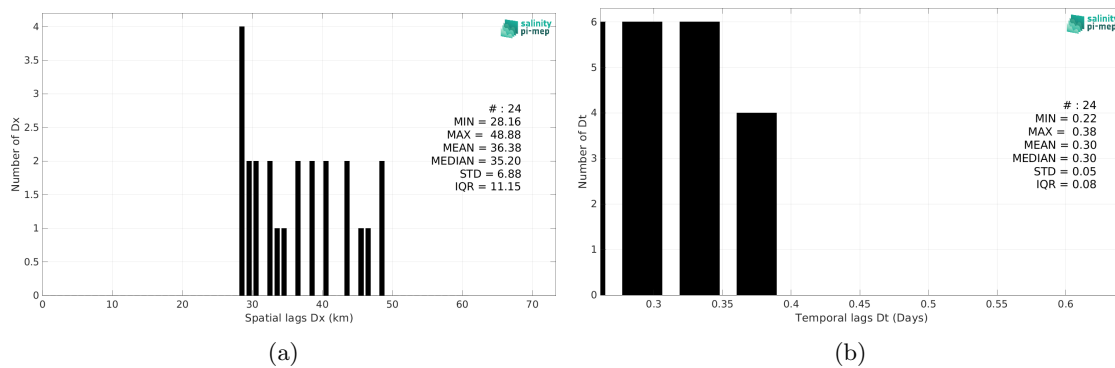 4
3.5
3
2.5
2
1.5
1
0.5
0
Number of Dx
salinity
pi-mep
# : 24
MIN = 28.16
MAX = 48.88
MEAN = 36.38
MEDIAN = 35.20
STD = 6.88
IQR = 11.15
0 10 20 30 40 50 60 70
Spatial lags Dx (km)
(a)
6
5
4
3
2
1
0
Number of Dt
salinity
pi-mep
# : 24
MIN = 0.22
MAX = 0.38
MEAN = 0.30
MEDIAN = 0.30
STD = 0.05
IQR = 0.08
0.3 0.35 0.4 0.45 0.5 0.55 0.6
Temporal lags Dt (Days)
(b)